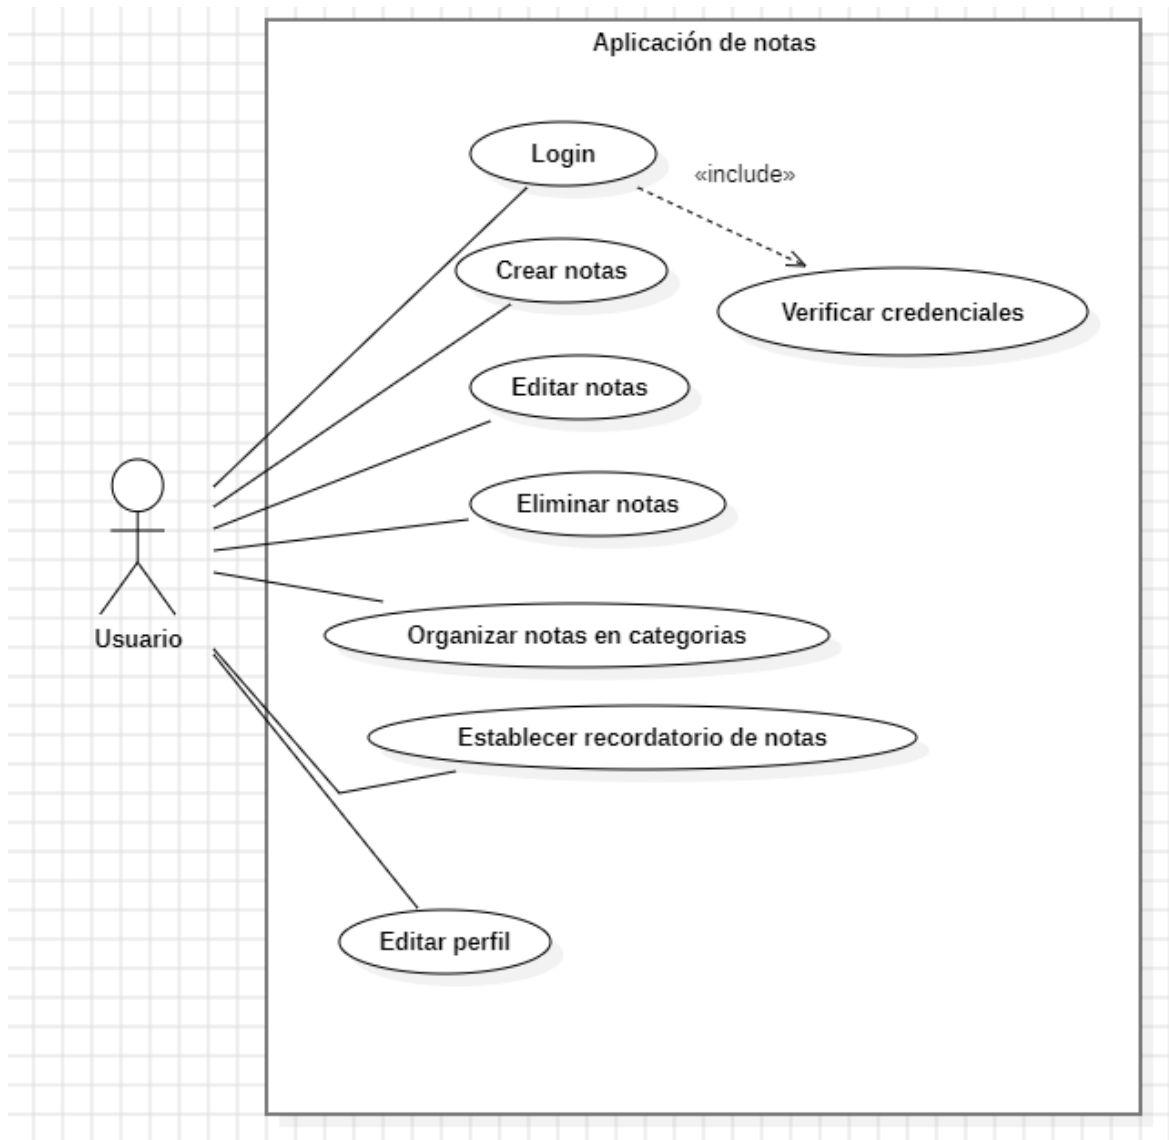 Aplicación de notas
Login
«include»
Crear notas
Verificar credenciales
Editar notas
Eliminar notas
Organizar notas en categorias
Usuario
Establecer recordatorio de notas
Editar perfil